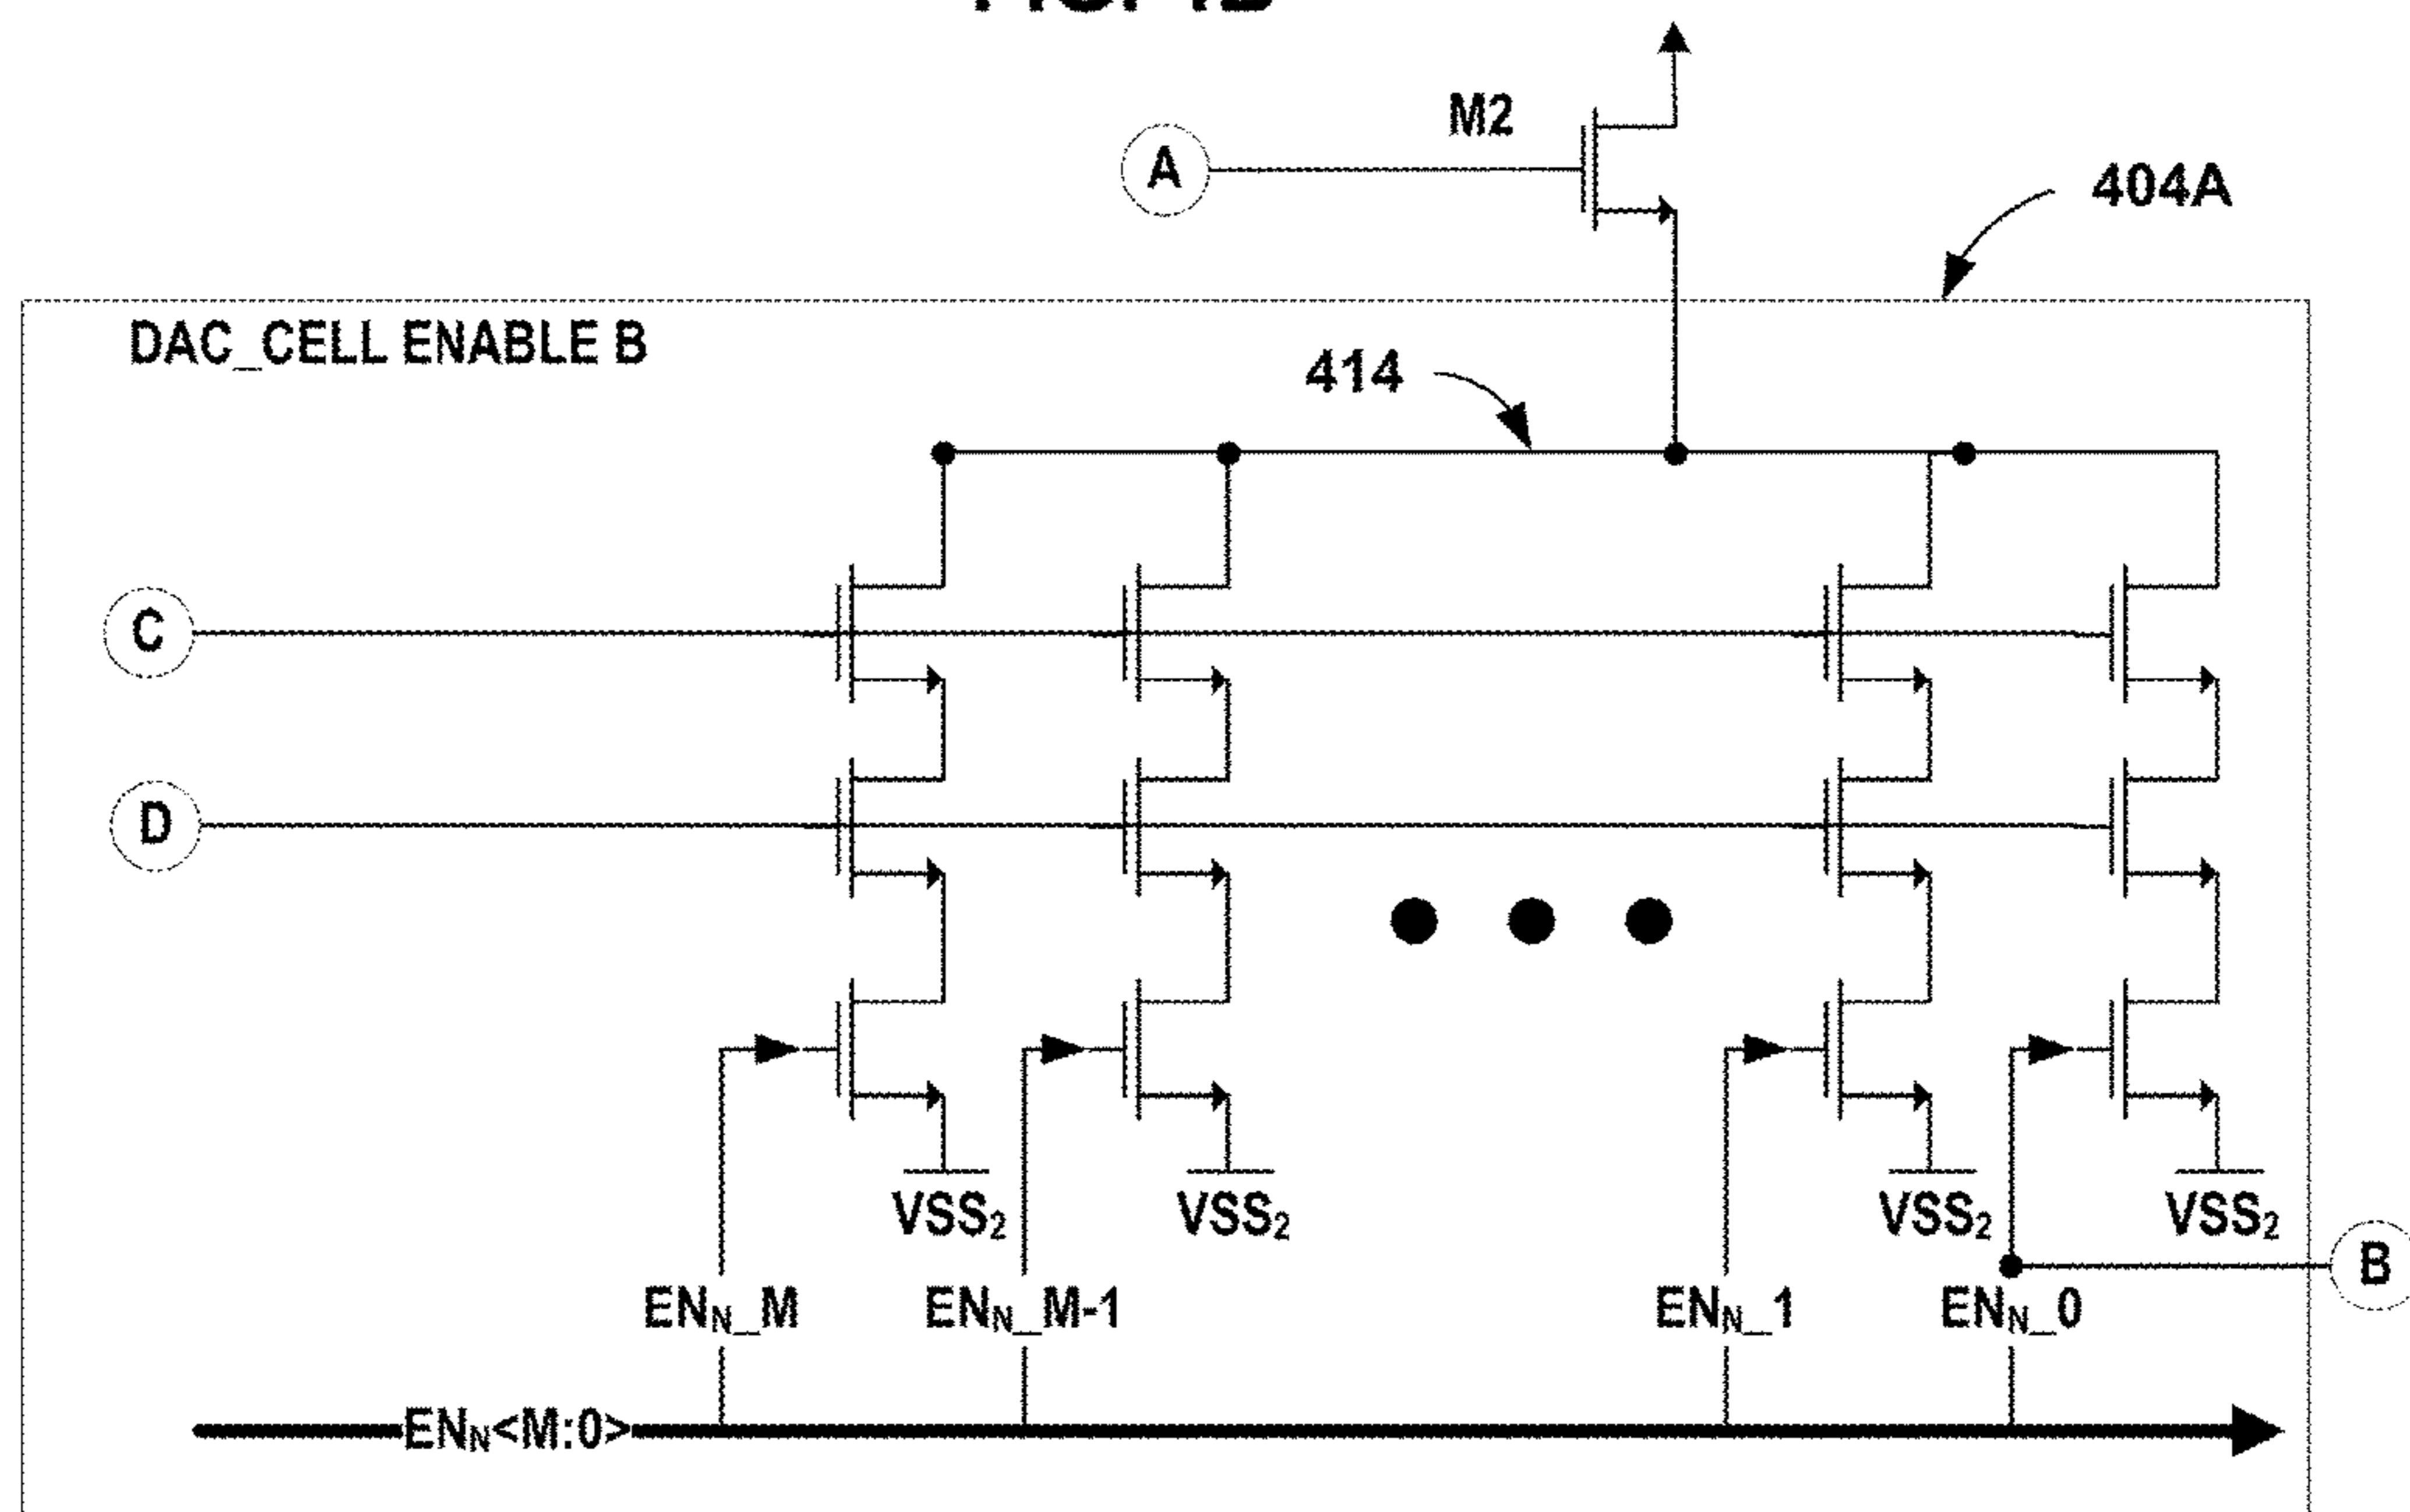 M2
A
404A
DAC_CELL ENABLE B
414
C
D
VSS₂ VSS₂ VSS₂ VSS₂
B
ENN_M ENN_M-1 ENN_1 ENN_0
ENN<M:0>